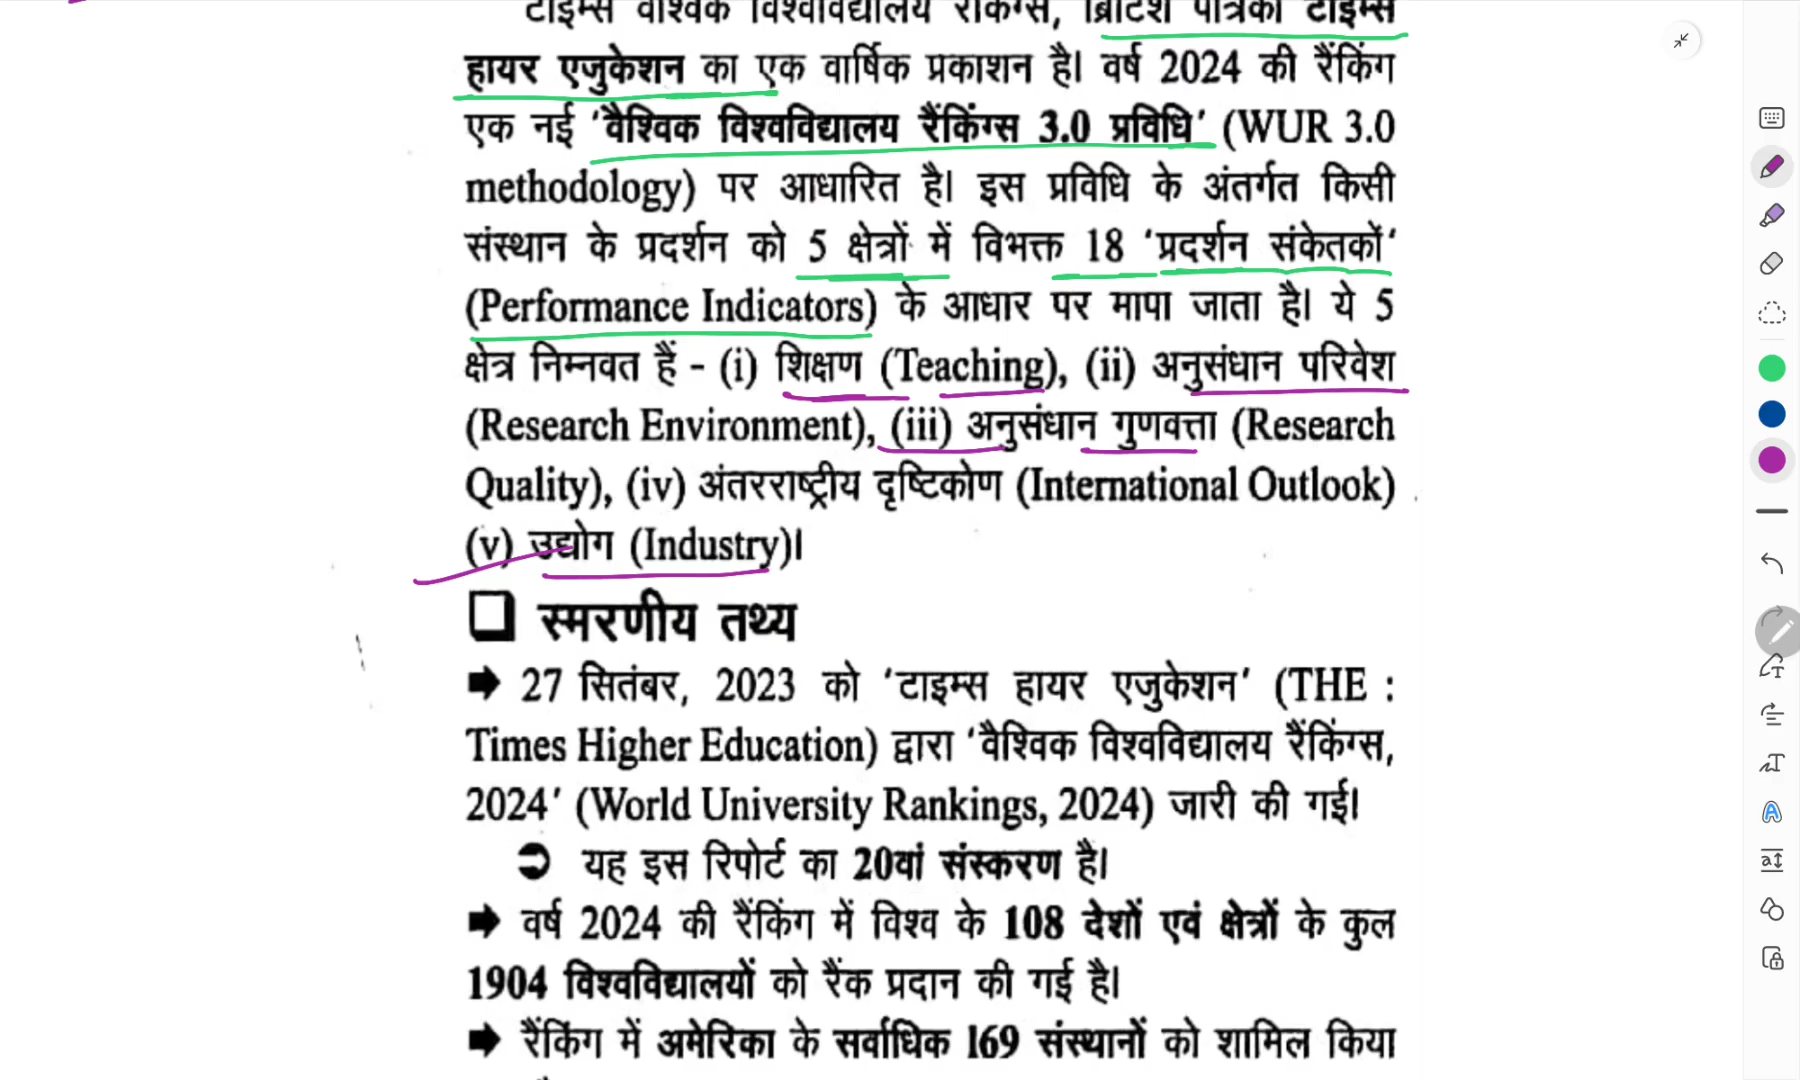 टाइम्स वैश्विक विश्वविद्यालय रैंकिंग्स, ब्रिटिश पत्रिका टाइम्स
हायर एजुकेशन का एक वार्षिक प्रकाशन है। वर्ष 2024 की रैंकिंग
एक नई ‘वैश्विक विश्वविद्यालय रैंकिंग्स 3.0 प्रविधि’ (WUR 3.0
methodology) पर आधारित है। इस प्रविधि के अंतर्गत किसी
संस्थान के प्रदर्शन को 5 क्षेत्रों में विभक्त 18 ‘प्रदर्शन संकेतकों‘
(Performance Indicators) के आधार पर मापा जाता है। ये 5
क्षेत्र निम्नवत हैं - (i) शिक्षण (Teaching), (ii) अनुसंधान परिवेश
(Research Environment), (iii) अनुसंधान गुणवत्ता (Research
Quality), (iv) अंतरराष्ट्रीय दृष्टिकोण (International Outlook)
(v) उद्योग (Industry)।
स्मरणीय तथ्य
27 सितंबर, 2023 को ‘टाइम्स हायर एजुकेशन’ (THE :
Times Higher Education) द्वारा ‘वैश्विक विश्वविद्यालय रैंकिंग्स,
2024’ (World University Rankings, 2024) जारी की गई।
यह इस रिपोर्ट का 20वां संस्करण है।
वर्ष 2024 की रैंकिंग में विश्व के 108 देशों एवं क्षेत्रों के कुल
1904 विश्वविद्यालयों को रैंक प्रदान की गई है।
रैंकिंग में अमेरिका के सर्वाधिक 169 संस्थानों को शामिल किया